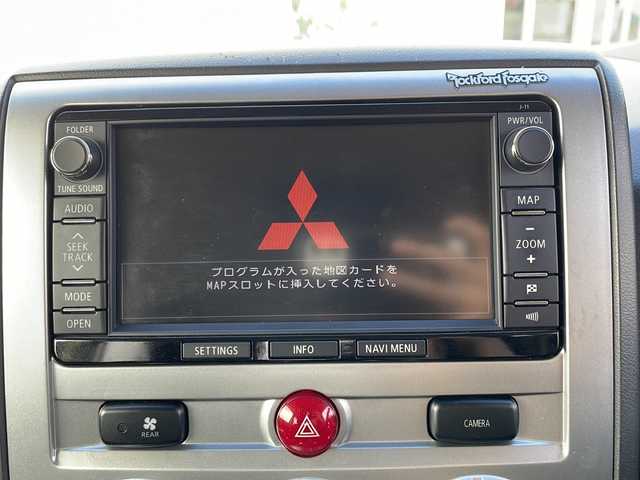 Rockford Fosgate
J-11
FOLDER
PWR/VOL
TUNE SOUND
AUDIO
MAP
SEEK
TRACK
ZOOM
プログラムが入った地図カードを
MAPスロットに挿入してください。
MODE
OPEN
SETTINGS
INFO
NAVI MENU
REAR
CAMERA